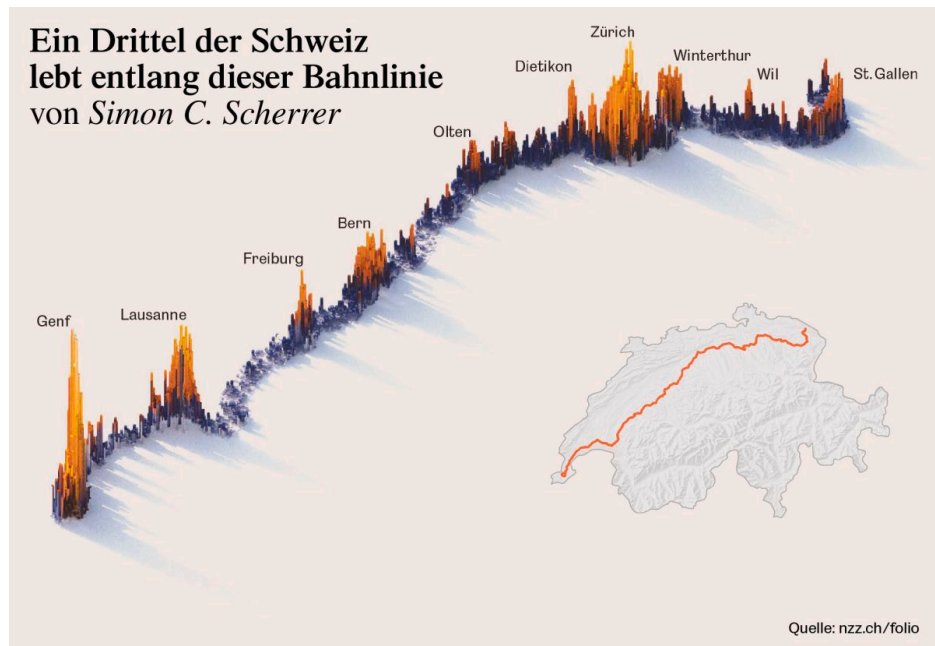 Ein Drittel der Schweiz
lebt entlang dieser Bahnlinie
von Simon C. Scherrer
Zürich
Winterthur
Dietikon
Wil
St. Gallen
Olten
Bern
Freiburg
Lausanne
Genf
Quelle: nzz.ch/folio